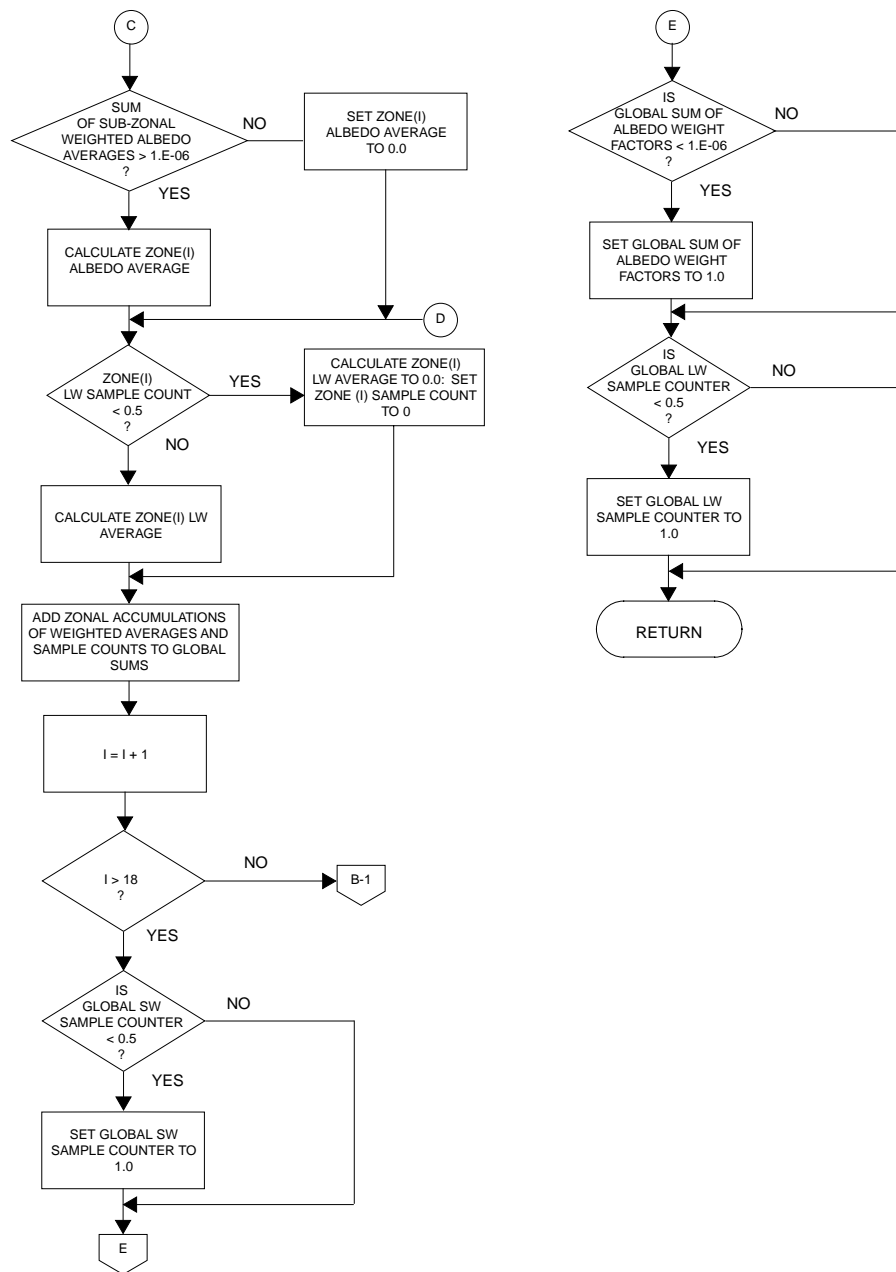 C
SUM
OF SUB-ZONAL
WEIGHTED ALBEDO
AVERAGES > 1.E-06
?
NO
SET ZONE(I)
ALBEDO AVERAGE
TO 0.0
YES
CALCULATE ZONE(I)
ALBEDO AVERAGE
D
ZONE(I)
LW SAMPLE COUNT
< 0.5
?
YES
CALCULATE ZONE(I)
LW AVERAGE TO 0.0: SET
ZONE (I) SAMPLE COUNT
TO 0
NO
CALCULATE ZONE(I) LW
AVERAGE
ADD ZONAL ACCUMULATIONS
OF WEIGHTED AVERAGES AND
SAMPLE COUNTS TO GLOBAL
SUMS
I = I + 1
I > 18
?
NO
B-1
YES
IS
GLOBAL SW
SAMPLE COUNTER
< 0.5
?
NO
YES
SET GLOBAL SW
SAMPLE COUNTER TO
1.0
E
E
IS
GLOBAL SUM OF
ALBEDO WEIGHT
FACTORS < 1.E-06
?
NO
YES
SET GLOBAL SUM OF
ALBEDO WEIGHT
FACTORS TO 1.0
IS
GLOBAL LW
SAMPLE COUNTER
< 0.5
?
NO
YES
SET GLOBAL LW
SAMPLE COUNTER TO
1.0
RETURN